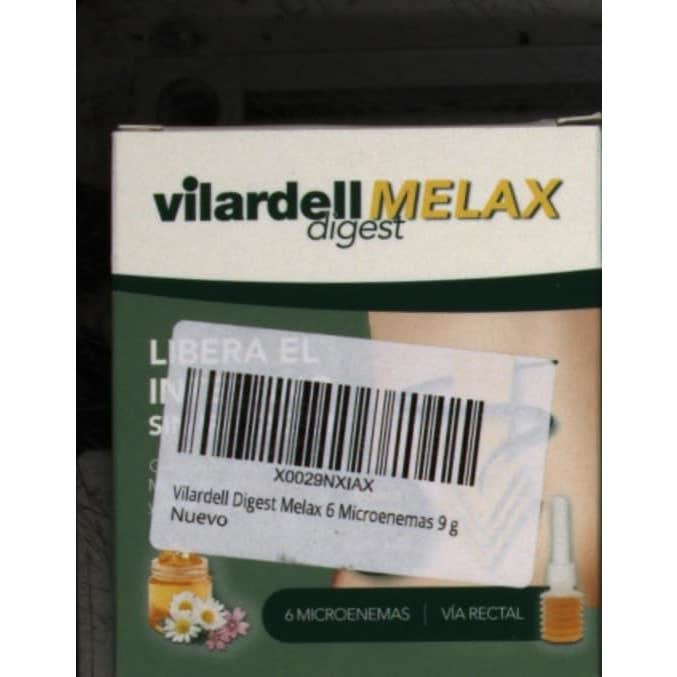 vilardell MELAX
digest
LIBERA EL
X0029NXIAX
Vilardell Digest Melax 6 Microenemas 9 g
Nuevo
6 MICROENEMAS | VÍA RECTAL